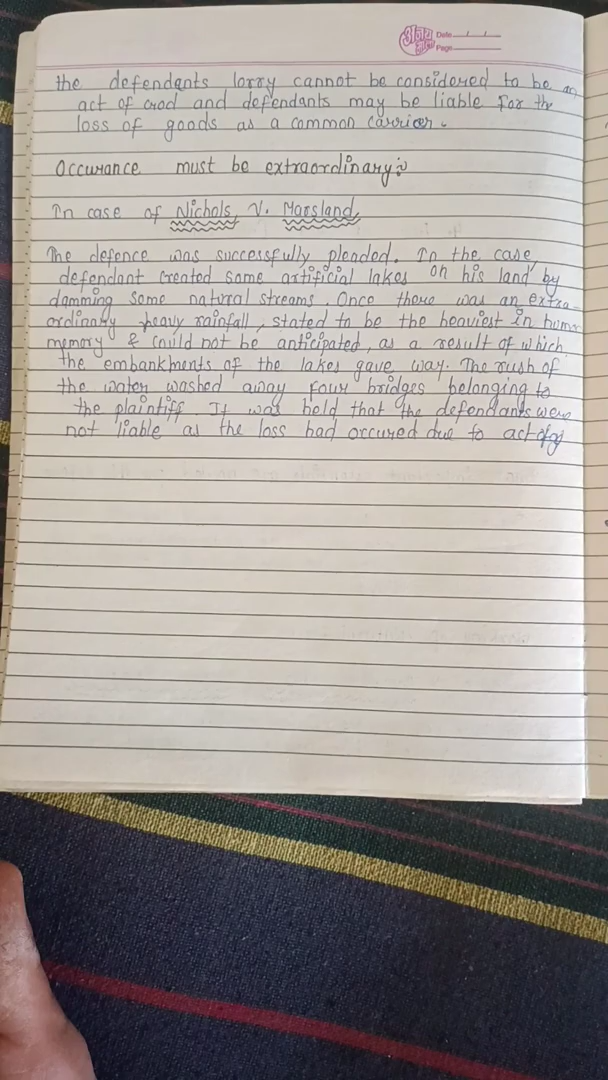 Date
Page
the defendants lorry cannot be considered to be an
act of God and defendants may be liable for the
loss of goods as a common carrier.
Occurance must be extraordinary:-
In case of Nichols V. Marsland,
The defence was successfully pleaded. In the case,
defendant created some artificial lakes on his land by
damming some natural streams. Once there was an extra-
ordinary heavy rainfall, stated to be the heaviest in human
memory & could not be anticipated, as a result of which
the embankments of the lakes gave way. The rush of
the water washed away four bridges belonging to
the plaintiff. It was held that the defendants were
not liable as the loss had occured due to act of